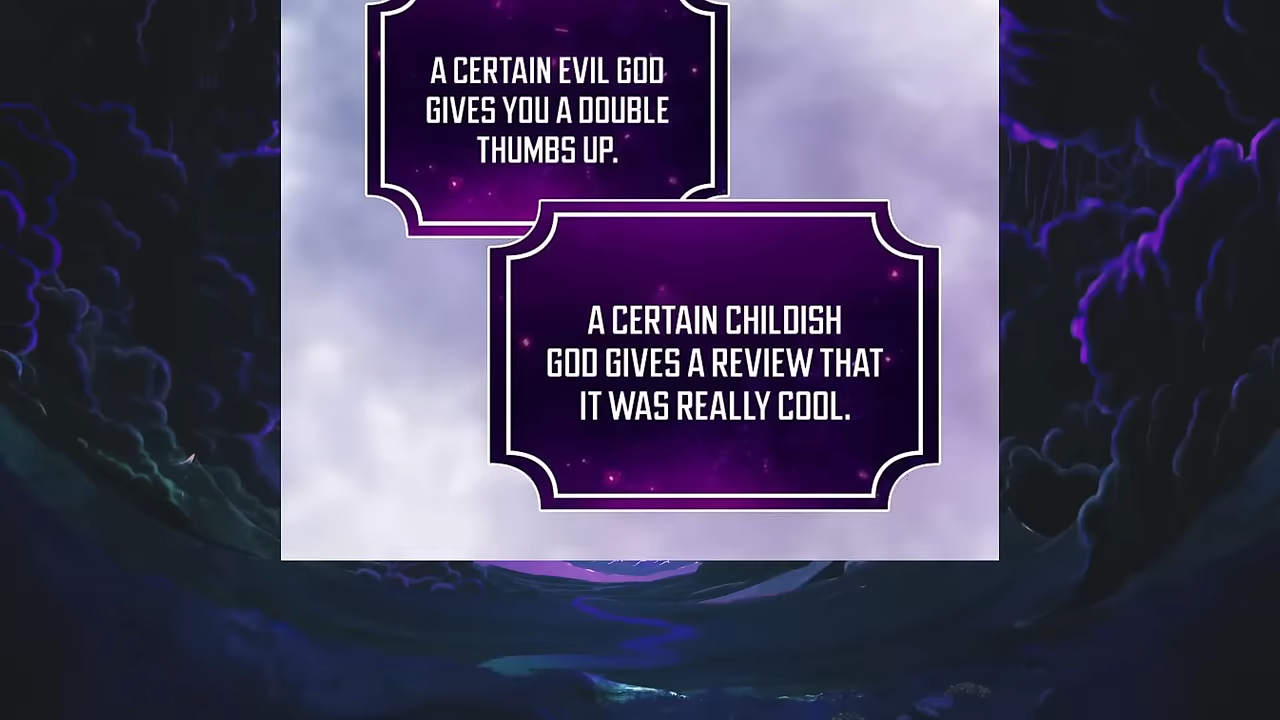 A CERTAIN EVIL GOD
GIVES YOU A DOUBLE
THUMBS UP.
A CERTAIN CHILDISH
GOD GIVES A REVIEW THAT
IT WAS REALLY COOL.